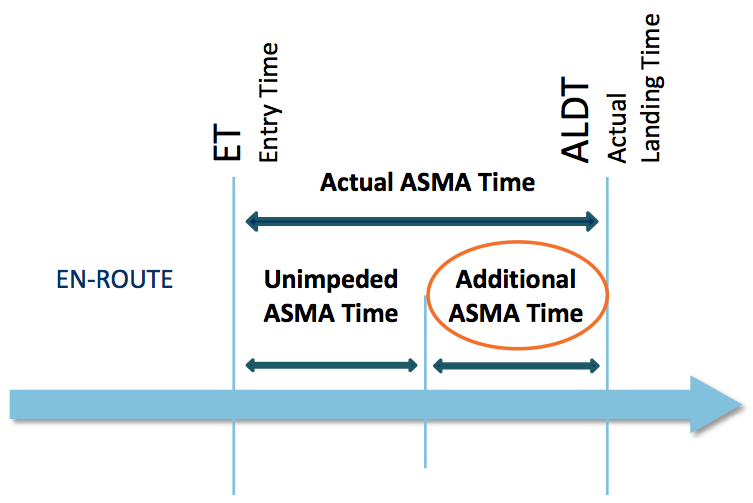 ET
Entry Time
ALDT
Actual
Landing Time
Actual ASMA Time
EN-ROUTE
Unimpeded
ASMA Time
Additional
ASMA Time